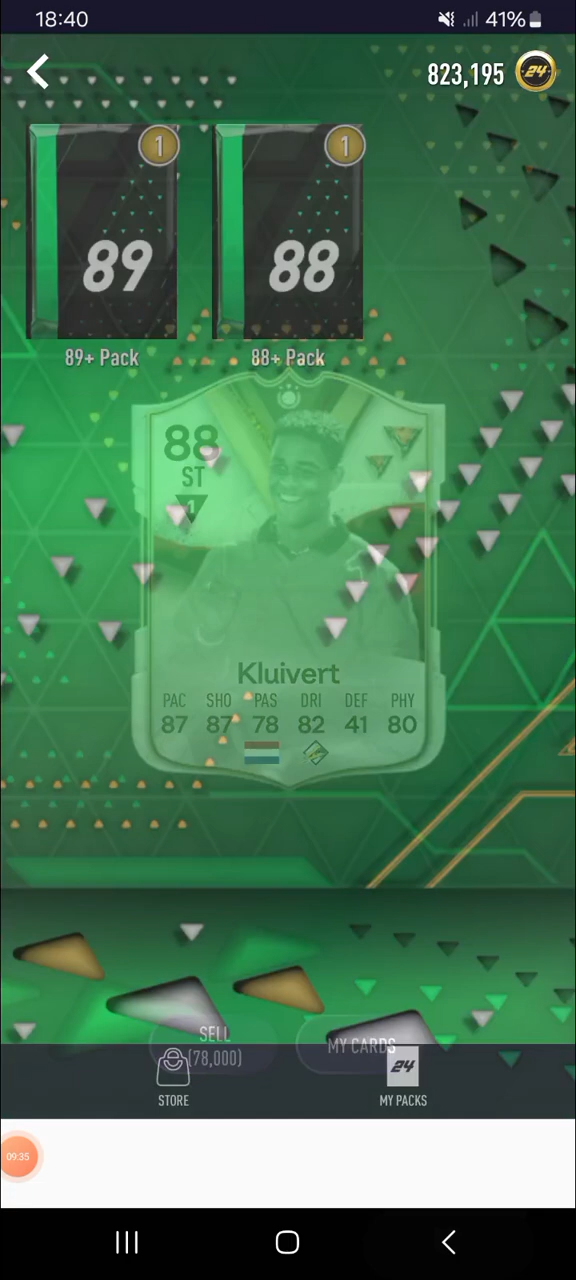 18:40
41%
823,195
24
1
1
89
88
89+ Pack
88+ Pack
88
ST
1
Kluivert
PAC SHO PAS DRI DEF PHY
87 87 78 82 41 80
SELL
(78,000)
MY CARDS
24
STORE
MY PACKS
09:35